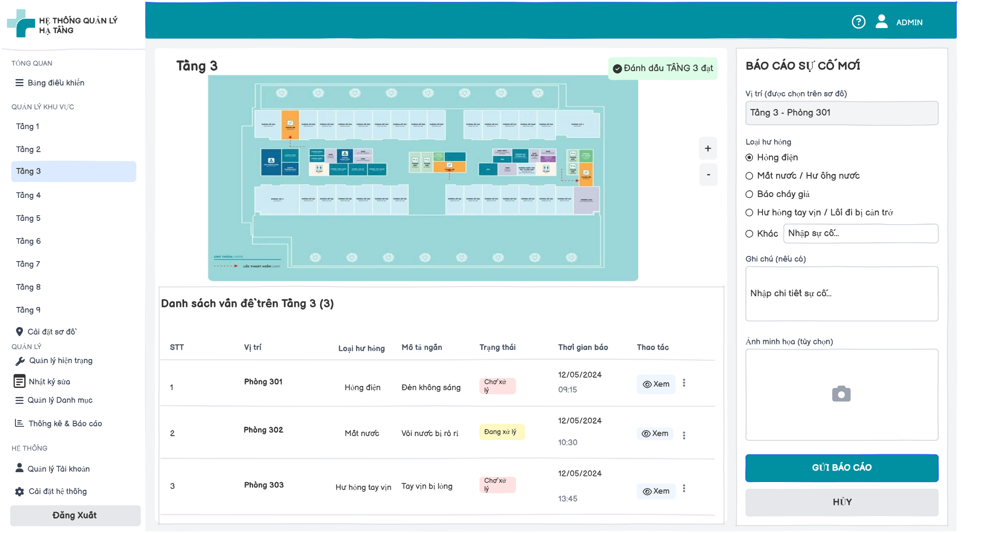 HỆ THỐNG QUẢN LÝ
HẠ TẦNG
ADMIN
TỔNG QUAN
Bảng điều khiển
QUẢN LÝ KHU VỰC
Tầng 1
Tầng 2
Tầng 3
Tầng 4
Tầng 5
Tầng 6
Tầng 7
Tầng 8
Tầng 9
Cài đặt sơ đồ
QUẢN LÝ
Quản lý hiện trạng
Nhật ký sửa
Quản lý Danh mục
Thống kê & Báo cáo
HỆ THỐNG
Quản lý Tài khoản
Cài đặt hệ thống
Đăng Xuất
Tầng 3
Đánh dấu TẦNG 3 đạt
CHÚ THÍCH | NOTE
LỐI THOÁT HIỂM | EXIT
+
-
Danh sách vấn đề trên Tầng 3 (3)
STT Vị trí Loại hư hỏng Mô tả ngắn Trạng thái Thời gian báo Thao tác
1 Phòng 301 Hỏng điện Đèn không sáng Chờ xử lý 12/05/2024 09:15 Xem
2 Phòng 302 Mất nước Vòi nước bị rò rỉ Đang xử lý 12/05/2024 10:30 Xem
3 Phòng 303 Hư hỏng tay vịn Tay vịn bị lỏng Chờ xử lý 12/05/2024 13:45 Xem
BÁO CÁO SỰ CỐ MỚI
Vị trí (được chọn trên sơ đồ)
Tầng 3 - Phòng 301
Loại hư hỏng
Hỏng điện
Mất nước / Hư ống nước
Báo cháy giả
Hư hỏng tay vịn / Lối đi bị cản trở
Khác Nhập sự cố...
Ghi chú (nếu có)
Nhập chi tiết sự cố...
Ảnh minh họa (tùy chọn)
GỬI BÁO CÁO
HỦY